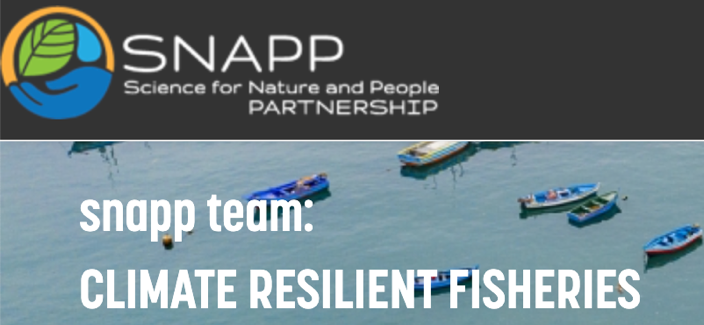 SNAPP
Science for Nature and People
PARTNERSHIP
snapp team:
CLIMATE RESILIENT FISHERIES